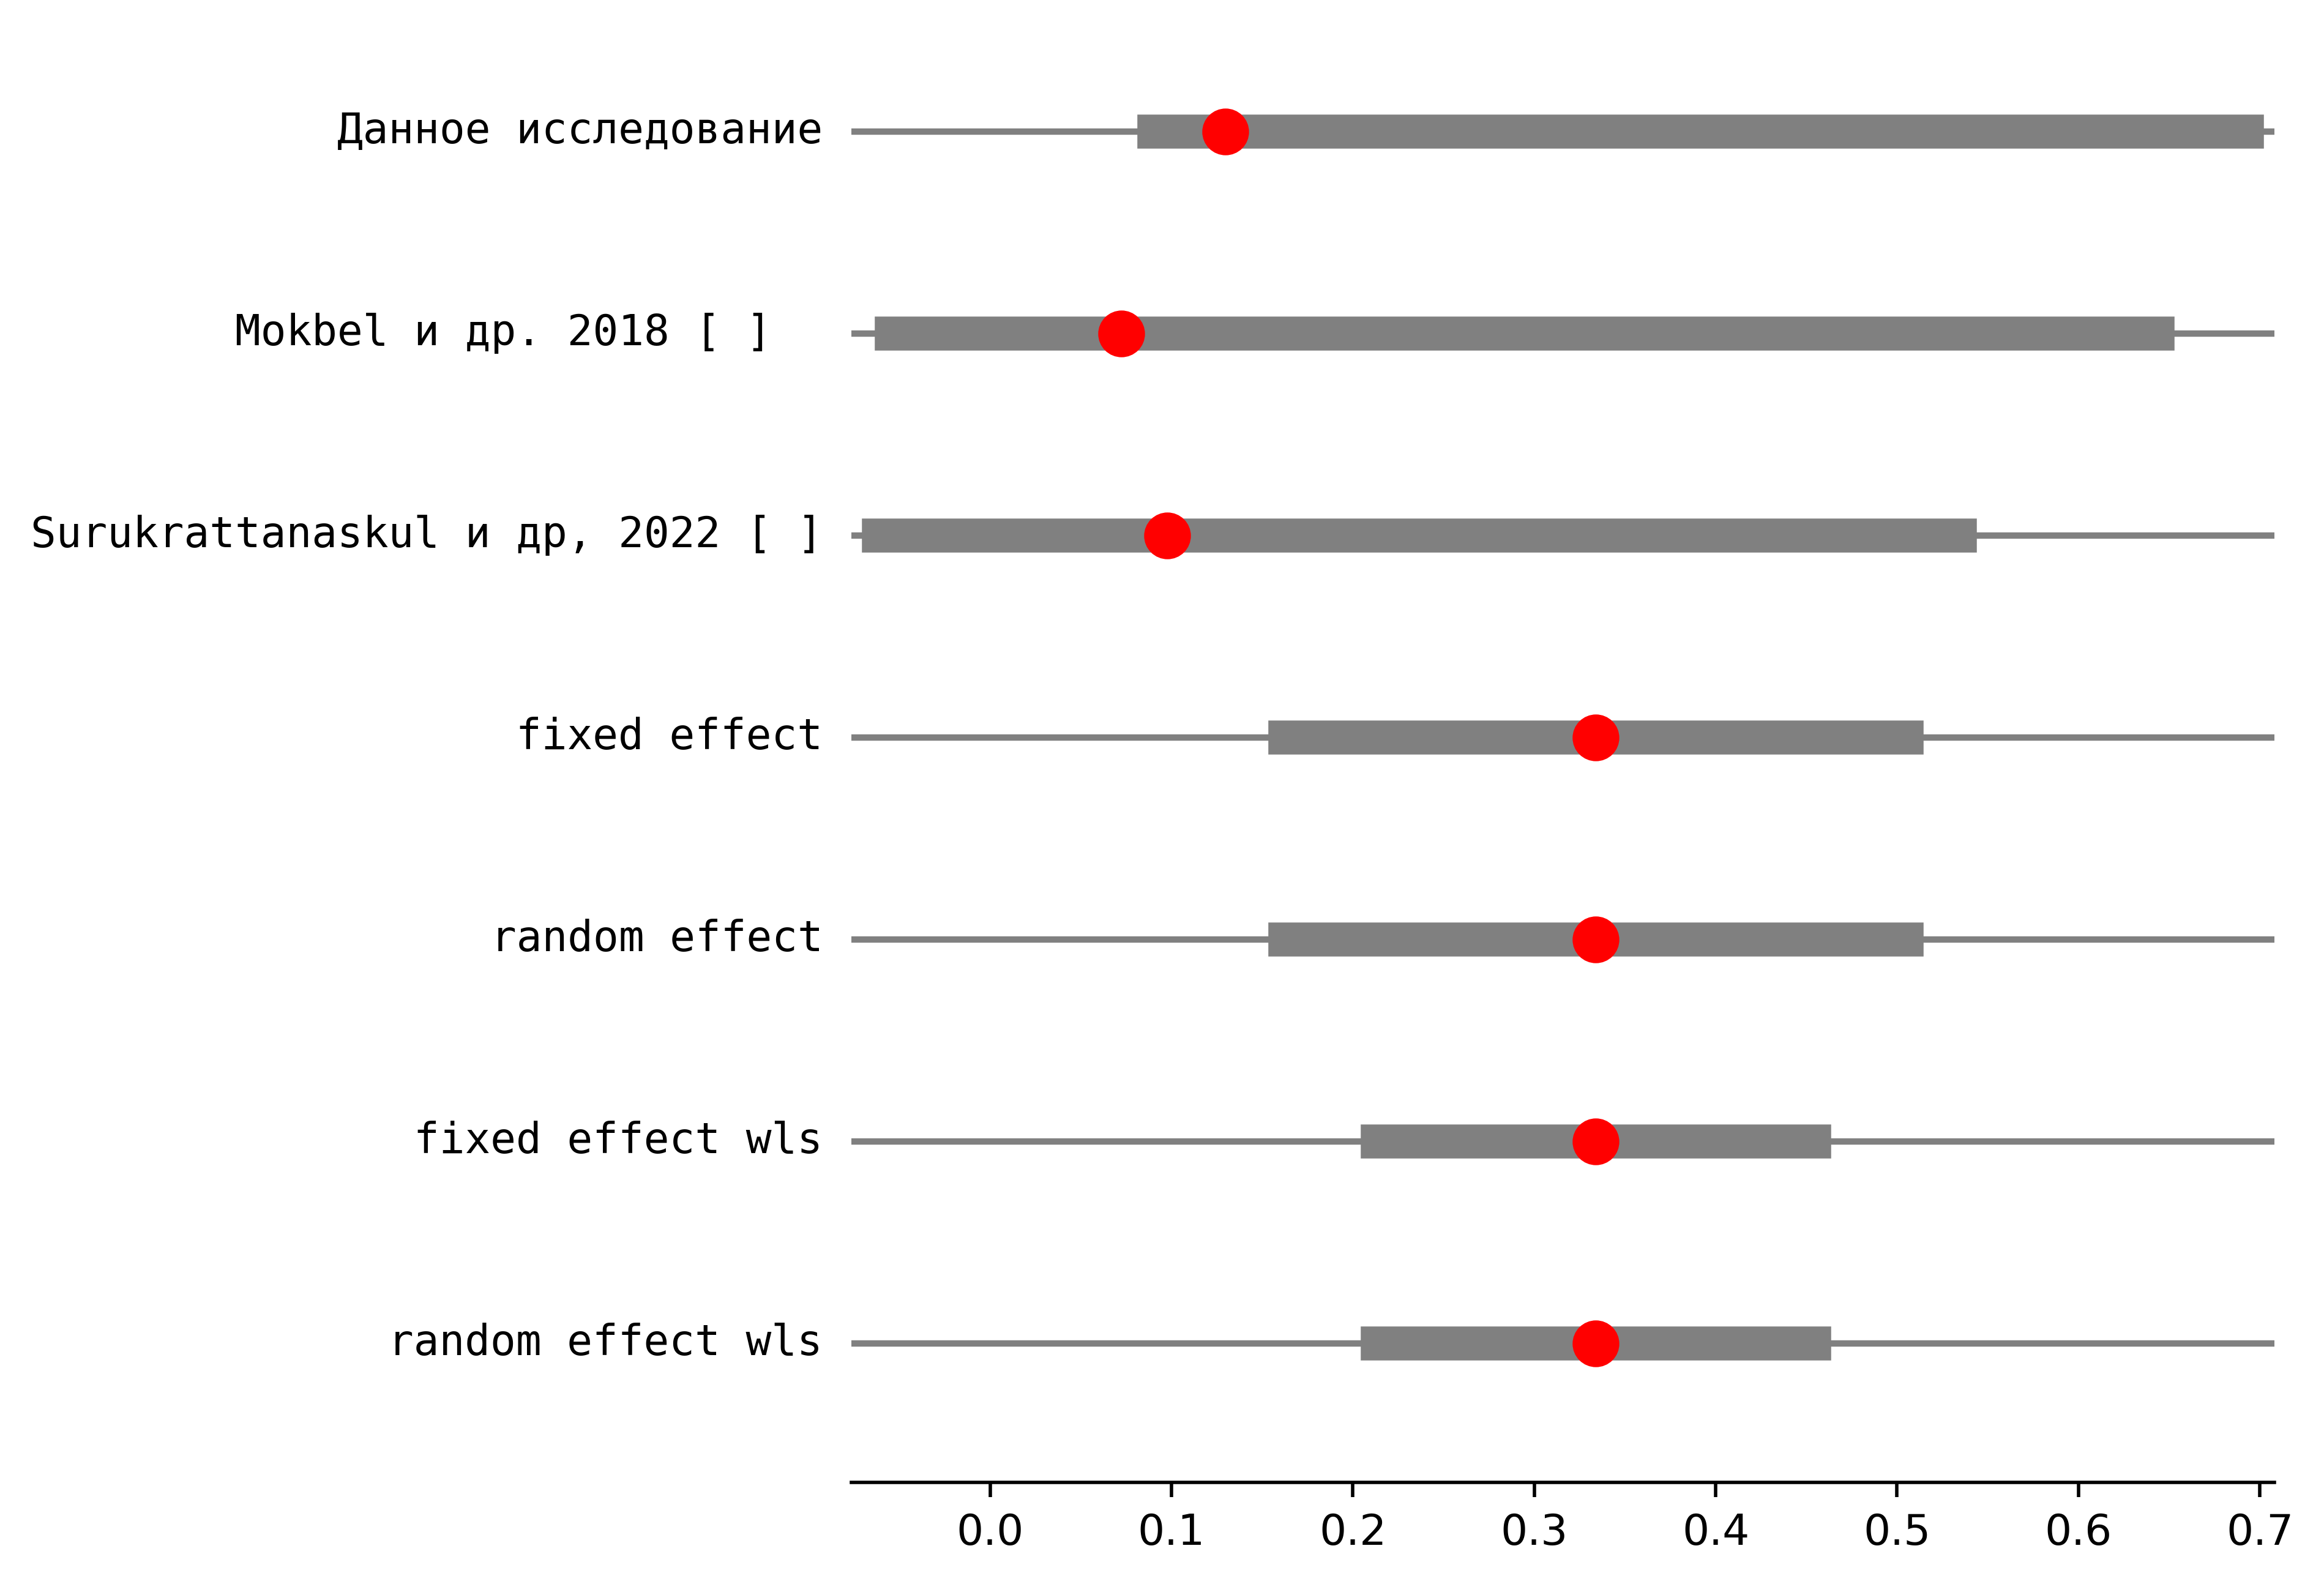 Данное исследование
Mokbel и др. 2018 [ ]
Surukrattanaskul и др, 2022 [ ]
fixed effect
random effect
fixed effect wls
random effect wls
0.0 0.1 0.2 0.3 0.4 0.5 0.6 0.7